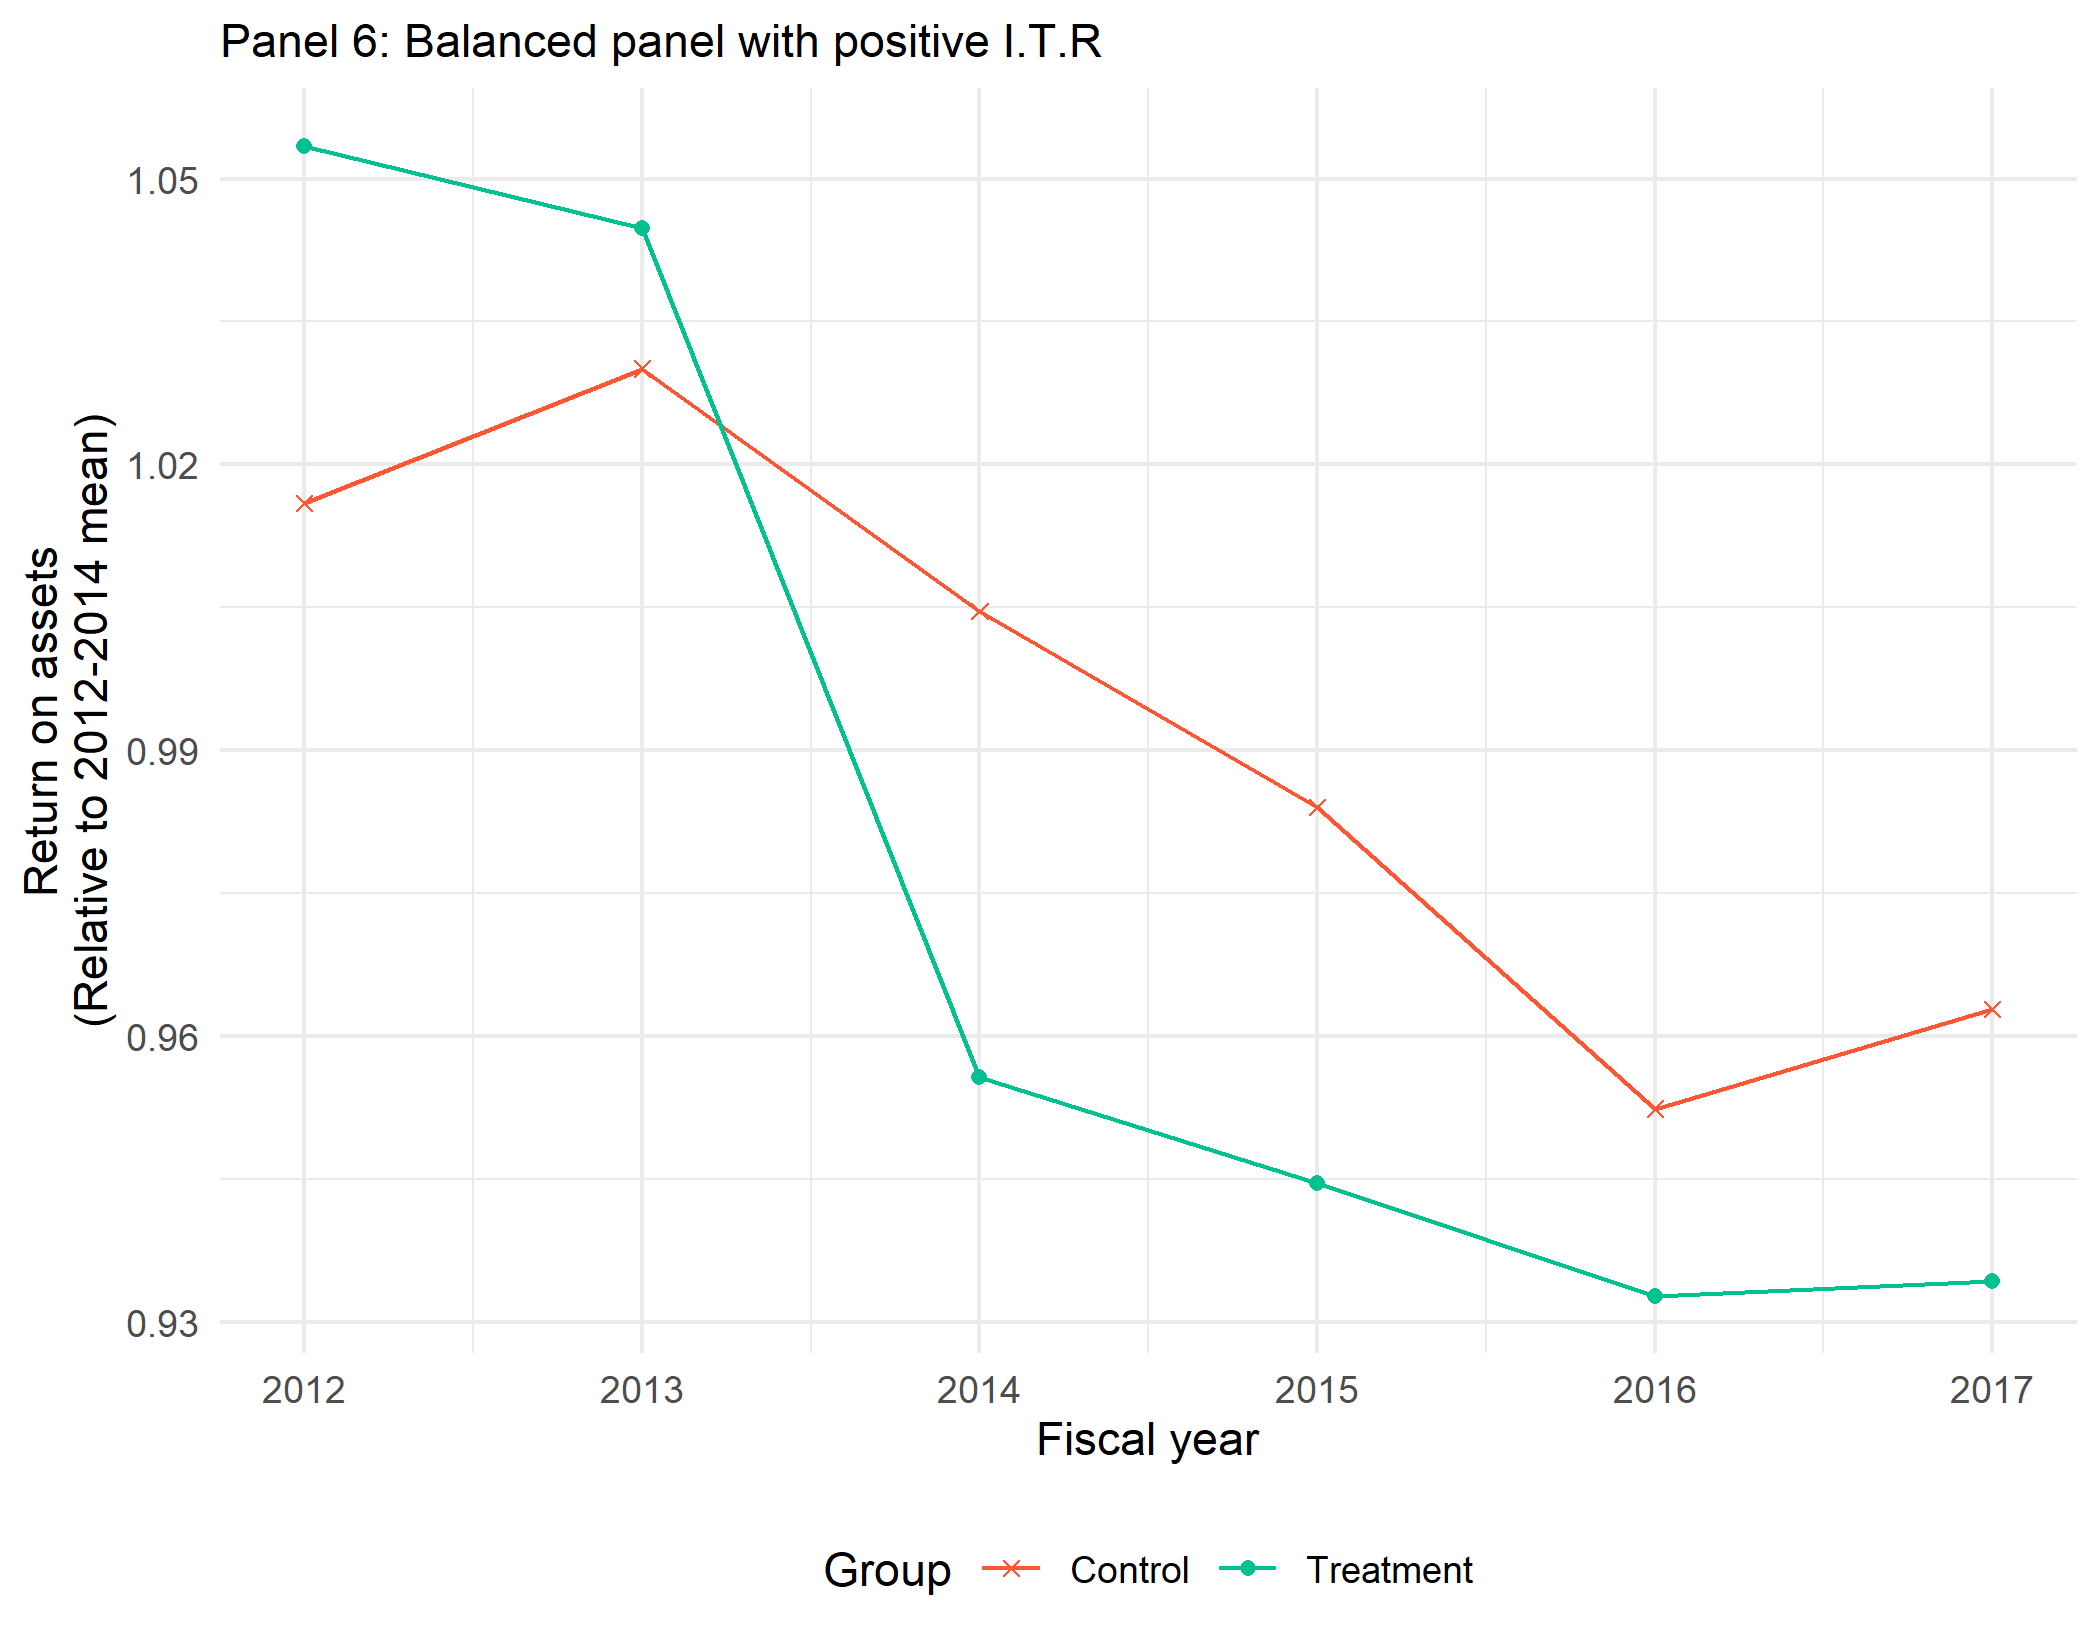 Panel 6: Balanced panel with positive I.T.R
Return on assets
(Relative to 2012-2014 mean)
1.05
1.02
0.99
0.96
0.93
2012 2013 2014 2015 2016 2017
Fiscal year
Group Control Treatment